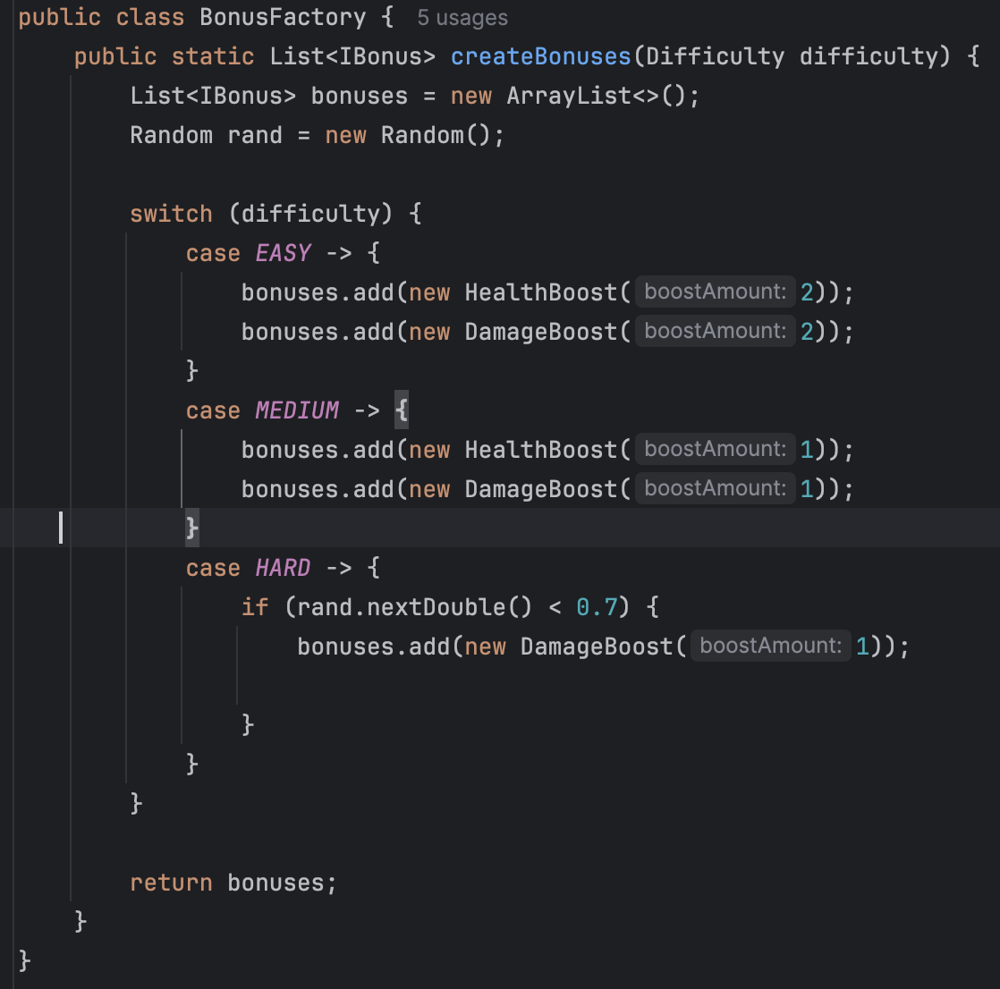 public class BonusFactory { 5 usages
public static List<IBonus> createBonuses(Difficulty difficulty) {
List<IBonus> bonuses = new ArrayList<>();
Random rand = new Random();
switch (difficulty) {
case EASY -> {
bonuses.add(new HealthBoost( boostAmount: 2));
bonuses.add(new DamageBoost( boostAmount: 2));
}
case MEDIUM -> {
bonuses.add(new HealthBoost( boostAmount: 1));
bonuses.add(new DamageBoost( boostAmount: 1));
}
case HARD -> {
if (rand.nextDouble() < 0.7) {
bonuses.add(new DamageBoost( boostAmount: 1));
}
}
}
return bonuses;
}
}